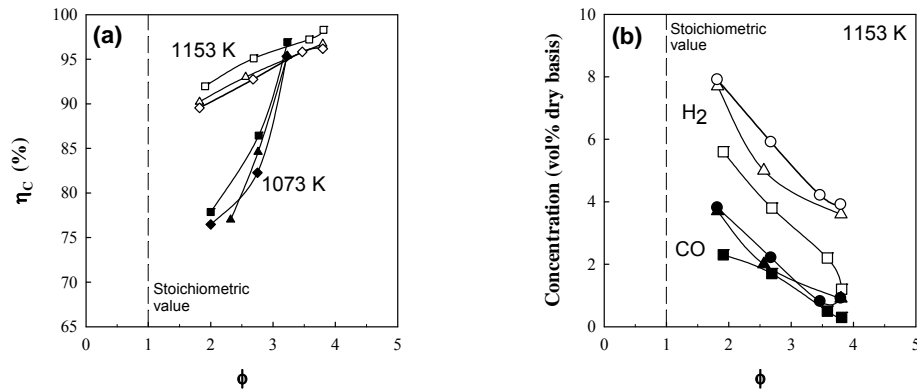 (a)
1153 K
1073 K
Stoichiometric
value
100
95
90
85
80
75
70
65
0 1 2 3 4 5
ηC (%)
ϕ
(b)
Stoichiometric
value
1153 K
H2
CO
10
8
6
4
2
0
0 1 2 3 4 5
Concentration (vol% dry basis)
ϕ